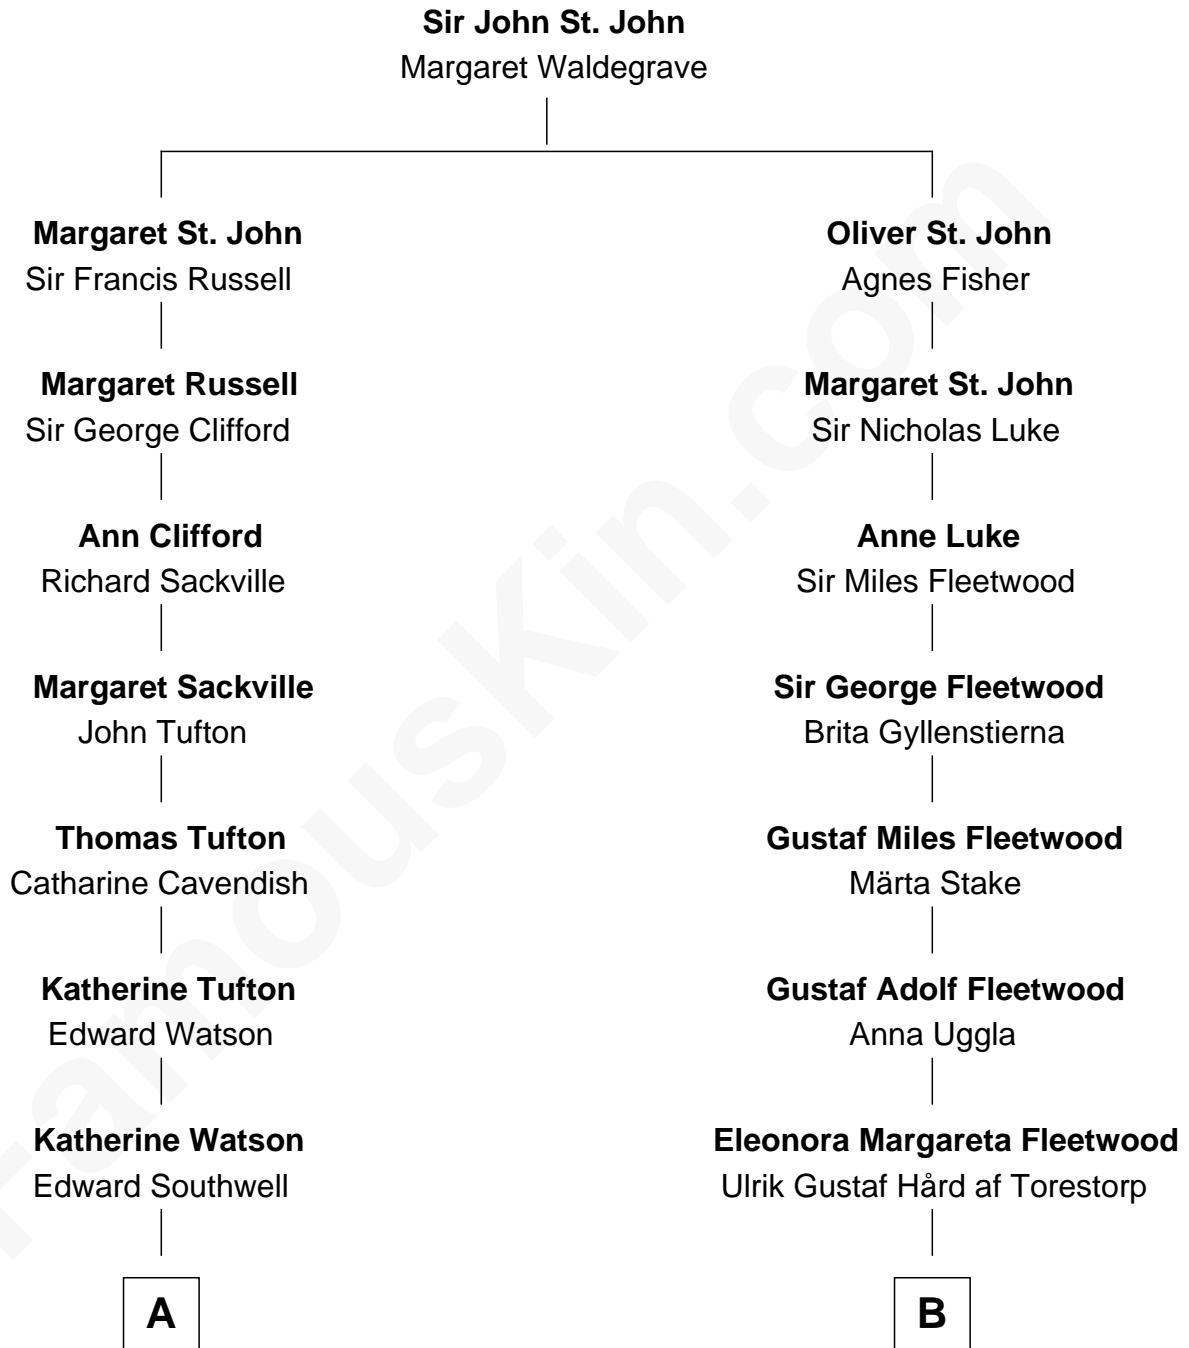 Sir John St. John
Margaret Waldegrave
Margaret St. John
Sir Francis Russell
Oliver St. John
Agnes Fisher
Margaret Russell
Sir George Clifford
Margaret St. John
Sir Nicholas Luke
Ann Clifford
Richard Sackville
Anne Luke
Sir Miles Fleetwood
Margaret Sackville
John Tufton
Sir George Fleetwood
Brita Gyllenstierna
Thomas Tufton
Catharine Cavendish
Gustaf Miles Fleetwood
Märta Stake
Katherine Tufton
Edward Watson
Gustaf Adolf Fleetwood
Anna Uggla
Katherine Watson
Edward Southwell
Eleonora Margareta Fleetwood
Ulrik Gustaf Hård af Torestorp
A
B
FamousKin.com